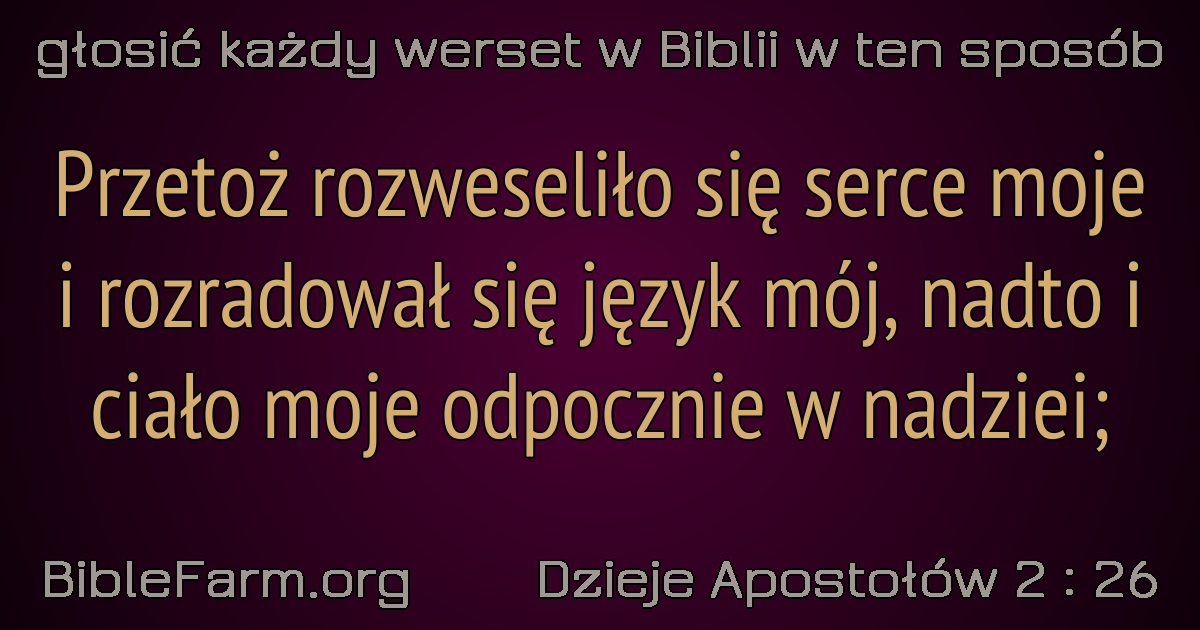 głosić każdy werset w Biblii w ten sposób
Przetoż rozweseliło się serce moje
i rozradował się język mój, nadto i
ciało moje odpocznie w nadziei;
BibleFarm.org
Dzieje Apostołów 2 : 26